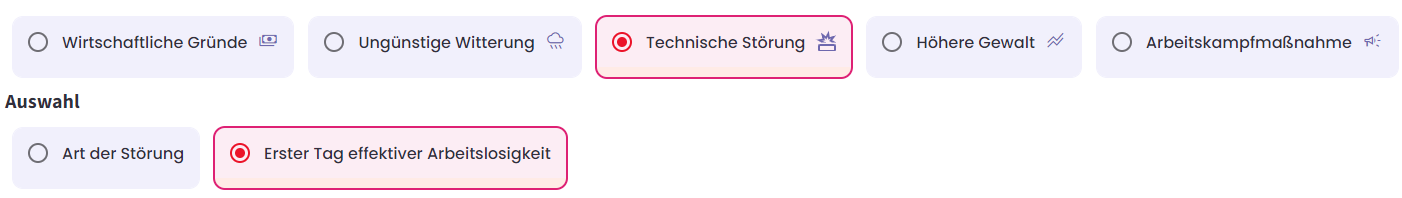 Wirtschaftliche Gründe Ungünstige Witterung Technische Störung Höhere Gewalt Arbeitskampfmaßnahme
Auswahl
Art der Störung Erster Tag effektiver Arbeitslosigkeit